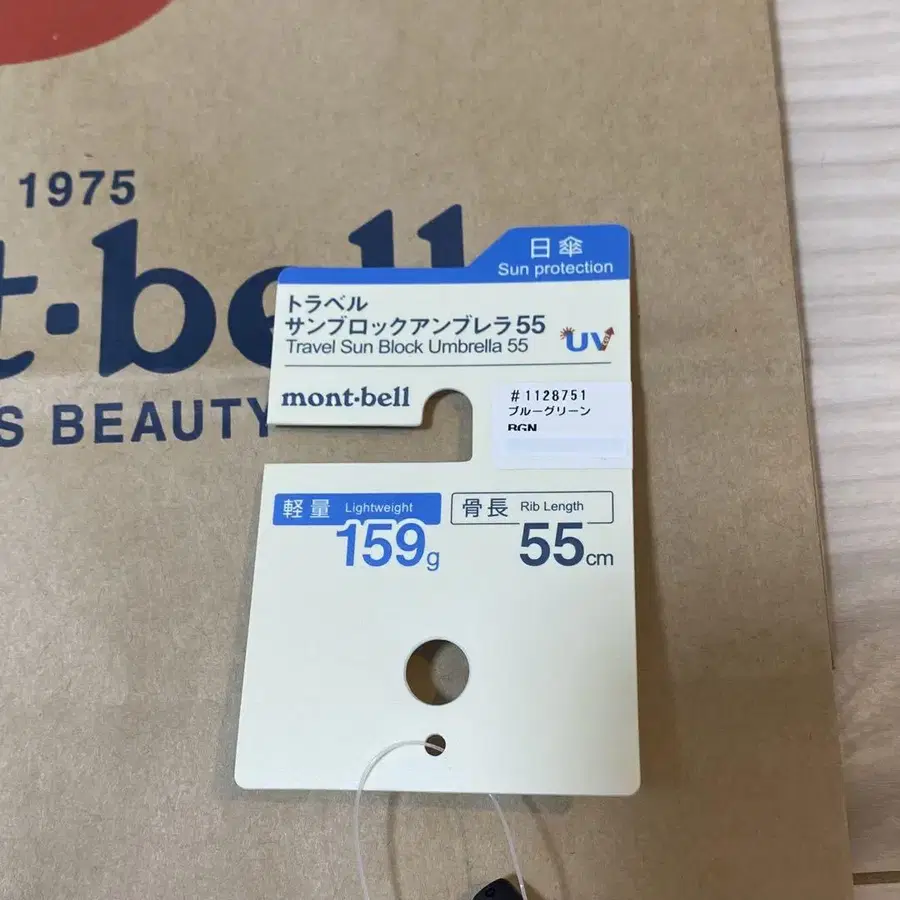 1975
t·bell
S BEAUTY
日傘
Sun protection
トラベル
サンブロックアンブレラ55
Travel Sun Block Umbrella 55
UV
mont·bell
#1128751
ブルーグリーン
BGN
軽量 Lightweight
159g
骨長 Rib Length
55cm